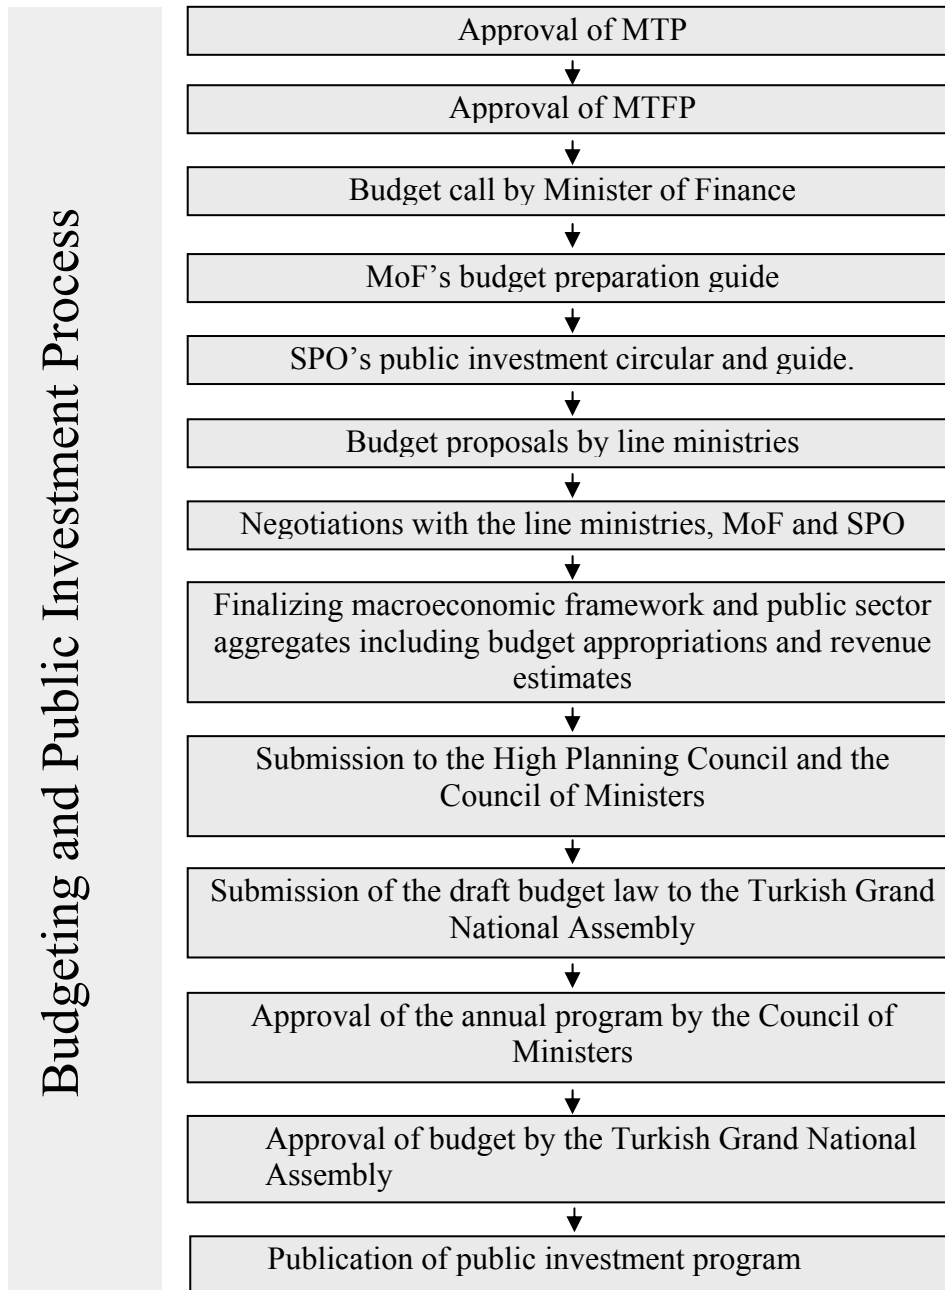 Budgeting and Public Investment Process
Approval of MTP
Approval of MTFP
Budget call by Minister of Finance
MoF’s budget preparation guide
SPO’s public investment circular and guide.
Budget proposals by line ministries
Negotiations with the line ministries, MoF and SPO
Finalizing macroeconomic framework and public sector
aggregates including budget appropriations and revenue
estimates
Submission to the High Planning Council and the
Council of Ministers
Submission of the draft budget law to the Turkish Grand
National Assembly
Approval of the annual program by the Council of
Ministers
Approval of budget by the Turkish Grand National
Assembly
Publication of public investment program